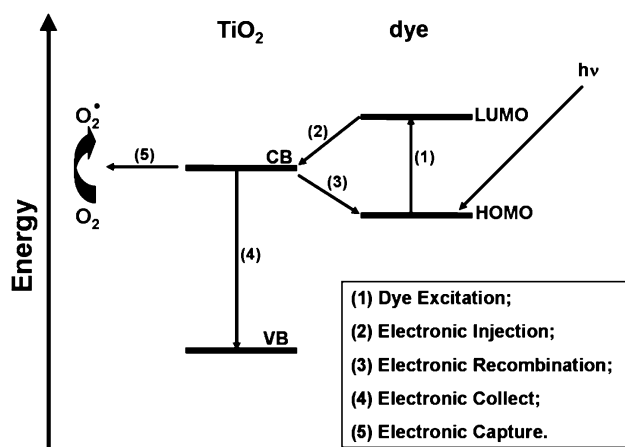 TiO₂ dye
hν
O₂•
LUMO
(2)
(5)
CB
(1)
(3)
O₂
HOMO
(4)
Energy
VB
(1) Dye Excitation;
(2) Electronic Injection;
(3) Electronic Recombination;
(4) Electronic Collect;
(5) Electronic Capture.